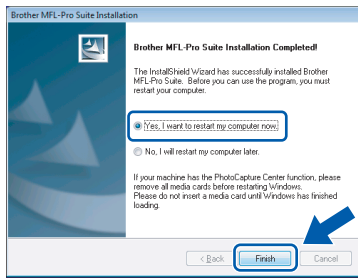 Brother MFL-Pro Suite Installation
Brother MFL-Pro Suite Installation Completed!
The InstallShield Wizard has successfully installed Brother
MFL-Pro Suite. Before you can use the program, you must
restart your computer.
Yes, I want to restart my computer now.
No, I will restart my computer later.
If your machine has the PhotoCapture Center function, please
remove all media cards before restarting Windows.
Please do not insert a media card until Windows has finished
loading.
< Back Finish Cancel